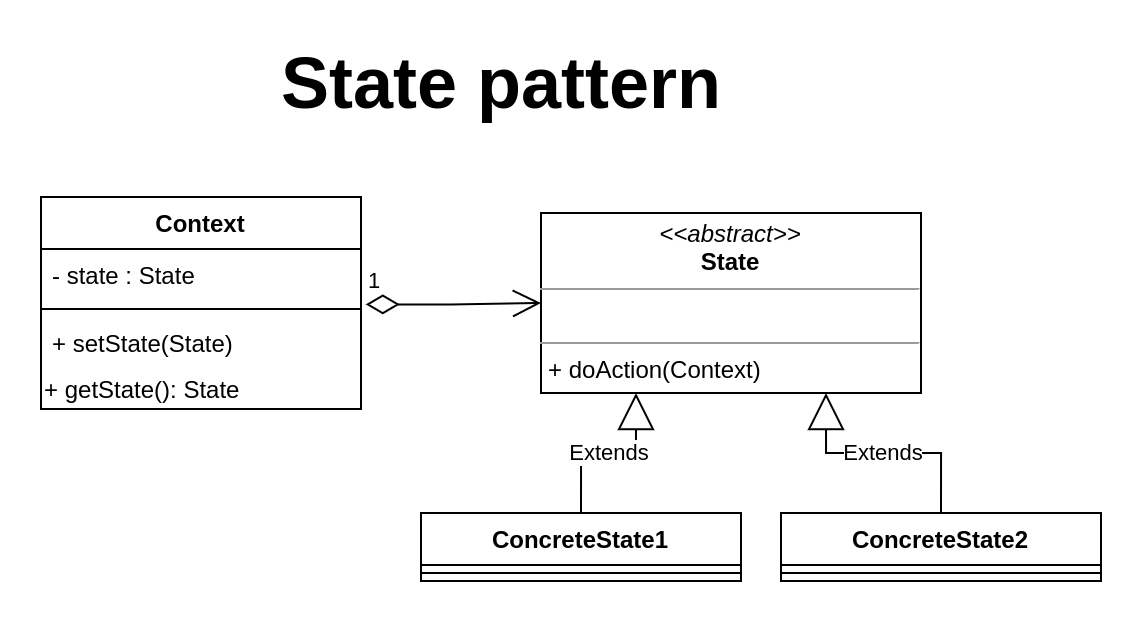 State pattern
Context
- state : State
+ setState(State)
+ getState(): State
1
<<abstract>>
State
+ doAction(Context)
Extends
Extends
ConcreteState1
ConcreteState2